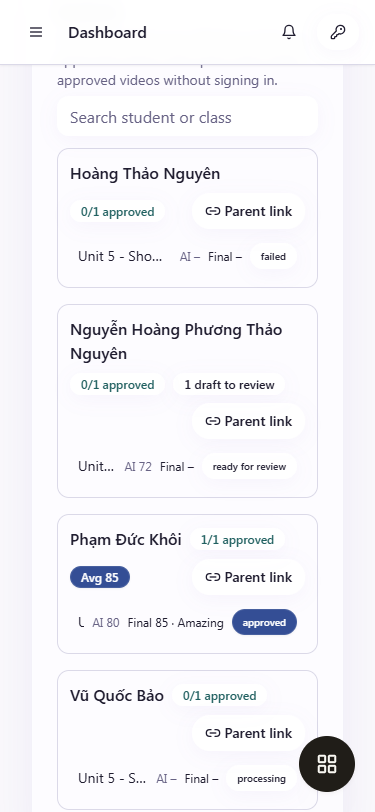 Dashboard
approved videos without signing in.
Search student or class
Hoàng Thảo Nguyên
0/1 approved
Parent link
Unit 5 - Sho... AI – Final – failed
Nguyễn Hoàng Phương Thảo
Nguyên
0/1 approved 1 draft to review
Parent link
Unit... AI 72 Final – ready for review
Phạm Đức Khôi 1/1 approved
Avg 85 Parent link
AI 80 Final 85 · Amazing approved
Vũ Quốc Bảo 0/1 approved
Parent link
Unit 5 - S... AI – Final – processing